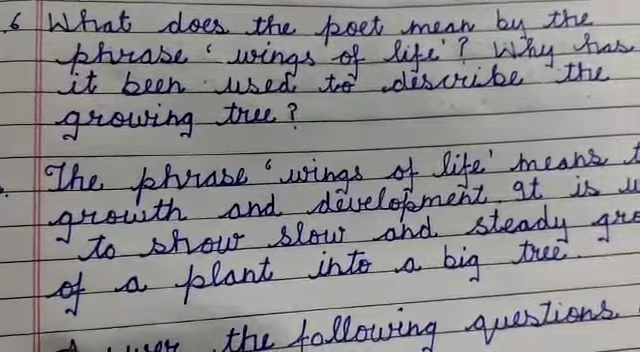 6 What does the poet mean by the
phrase 'wings of life'? Why has
it been used to describe the
growing tree?
The phrase 'wings of life' means
growth and development. It is
to show slow and steady
of a plant into a big tree.
the following questions